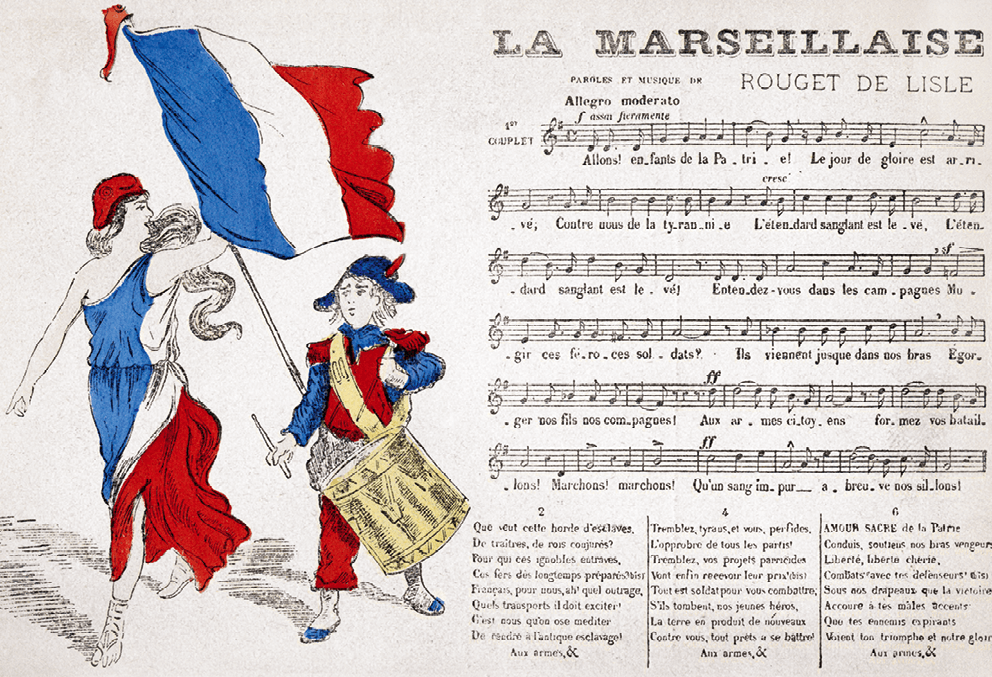 LA MARSEILLAISE
PAROLES ET MUSIQUE DE ROUGET DE LISLE
Allegro moderato
f assai fieramente
1er
COUPLET
Allons! en_fants de la Pa_tri_e! Le jour de gloire est ar_ri_
cresc
_vé; Contre nous de la ty_ran_ni_e L'éten_dard sanglant est le_vé, L'éten_
sf
_dard sanglant est le_vé! Enten_dez-vous dans les cam_pagnes Mu_
_gir ces fé_ro_ces sol_dats? Ils viennent jusque dans nos bras Egor_
ff
_ger nos fils nos com_pagnes! Aux ar_mes ci_toy_ens for_mez vos batail_
ff
_lons! Marchons! marchons! Qu'un sang im_pur_ a_breu_ve nos sil_lons!
2
Que veut cette horde d'esclaves,
De traîtres, de rois conjurés?
Pour qui ces ignobles entraves,
Ces fers dès longtemps préparés? (bis)
Français, pour nous, ah! quel outrage,
Quels transports il doit exciter!
C'est nous qu'on ose méditer
De rendre à l'antique esclavage!
Aux armes, &
4
Tremblez, tyrans, et vous, perfides,
L'opprobre de tous les partis!
Tremblez, vos projets parricides
Vont enfin recevoir leur prix! (bis)
Tout est soldat pour vous combattre;
S'ils tombent, nos jeunes héros,
La terre en produit de nouveaux
Contre vous, tout prêts a se battre!
Aux armes, &
6
AMOUR SACRE de la Patrie
Conduis, soutiens nos bras vengeurs
Liberté, liberté chérie,
Combats avec tes défenseurs! (bis)
Sous nos drapeaux que la victoire
Accoure à tes mâles accents
Que tes ennemis expirants
Voient ton triomphe et notre gloir
Aux armes, &